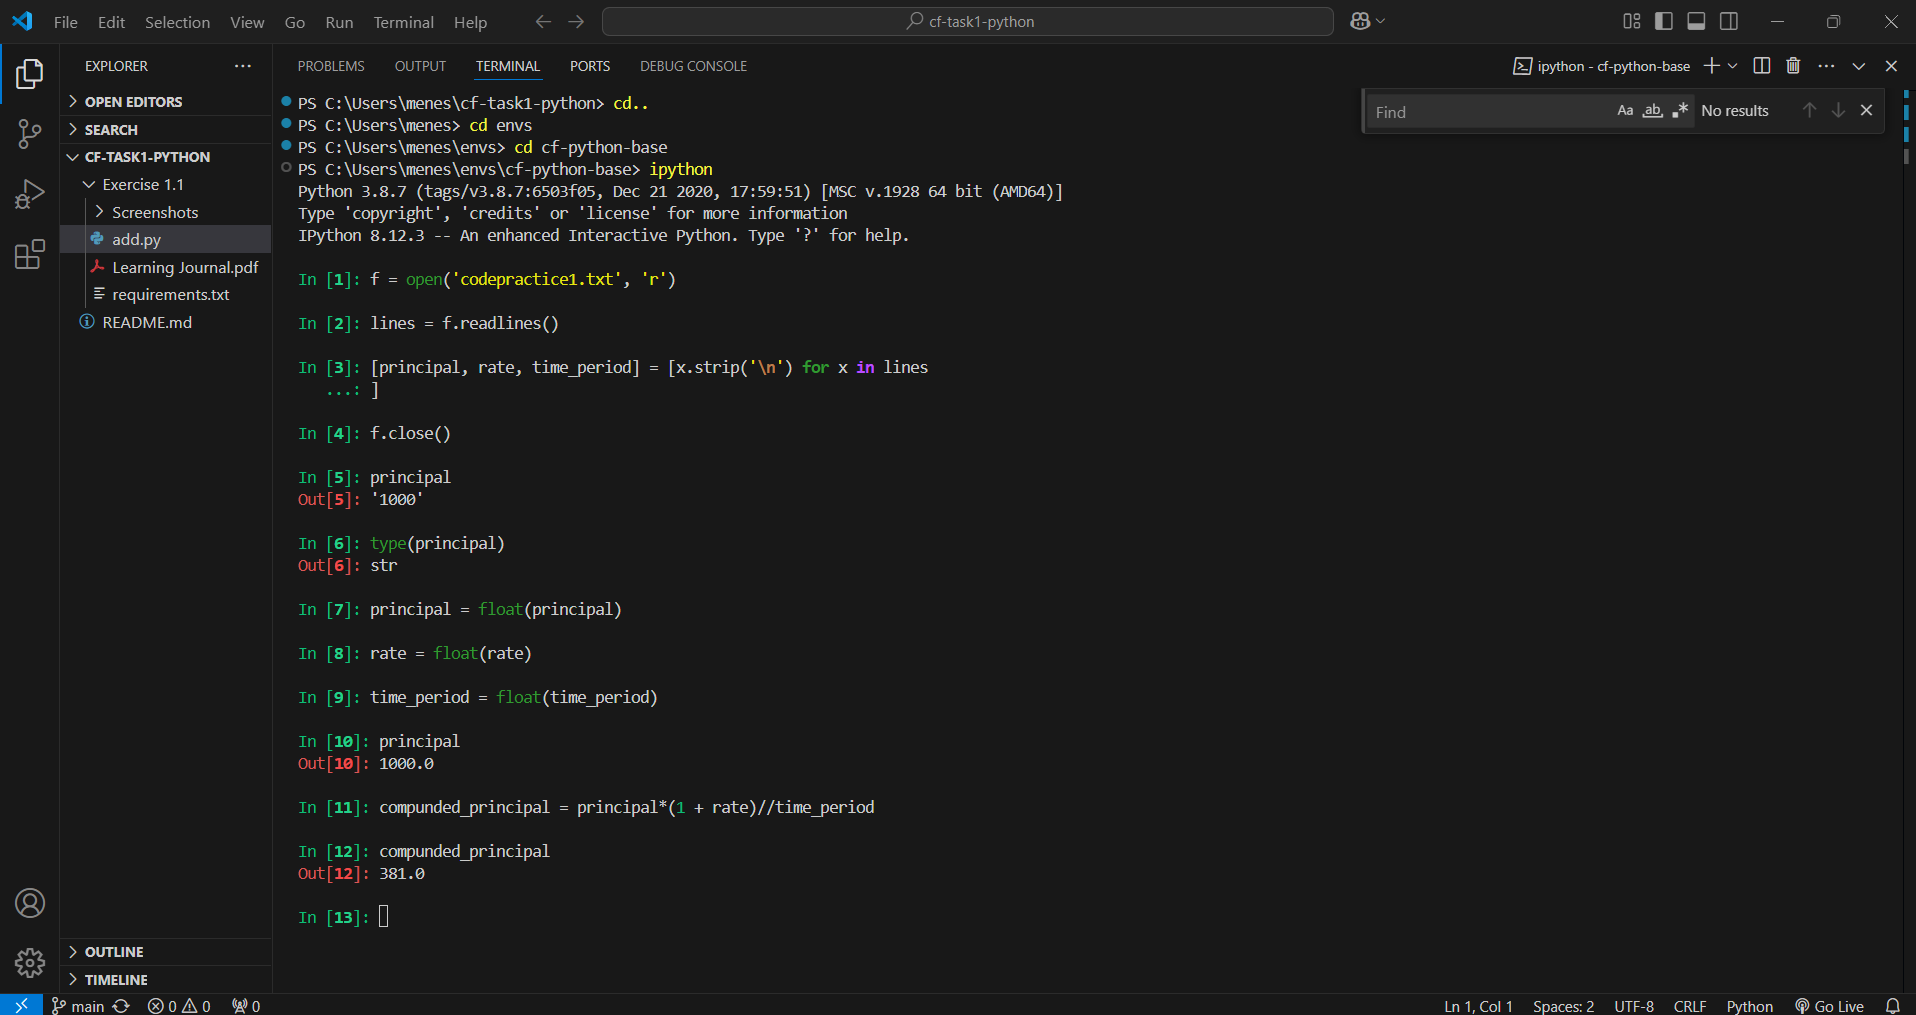 File Edit Selection View Go Run Terminal Help cf-task1-python
EXPLORER
OPEN EDITORS
SEARCH
CF-TASK1-PYTHON
Exercise 1.1
Screenshots
add.py
Learning Journal.pdf
requirements.txt
README.md
OUTLINE
TIMELINE
PROBLEMS OUTPUT TERMINAL PORTS DEBUG CONSOLE ipython - cf-python-base
Find Aa ab No results
PS C:\Users\menes\cf-task1-python> cd..
PS C:\Users\menes> cd envs
PS C:\Users\menes\envs> cd cf-python-base
PS C:\Users\menes\envs\cf-python-base> ipython
Python 3.8.7 (tags/v3.8.7:6503f05, Dec 21 2020, 17:59:51) [MSC v.1928 64 bit (AMD64)]
Type 'copyright', 'credits' or 'license' for more information
IPython 8.12.3 -- An enhanced Interactive Python. Type '?' for help.
In [1]: f = open('codepractice1.txt', 'r')
In [2]: lines = f.readlines()
In [3]: [principal, rate, time_period] = [x.strip('\n') for x in lines
...: ]
In [4]: f.close()
In [5]: principal
Out[5]: '1000'
In [6]: type(principal)
Out[6]: str
In [7]: principal = float(principal)
In [8]: rate = float(rate)
In [9]: time_period = float(time_period)
In [10]: principal
Out[10]: 1000.0
In [11]: compunded_principal = principal*(1 + rate)//time_period
In [12]: compunded_principal
Out[12]: 381.0
In [13]:
main 0 0 0 Ln 1, Col 1 Spaces: 2 UTF-8 CRLF Python Go Live